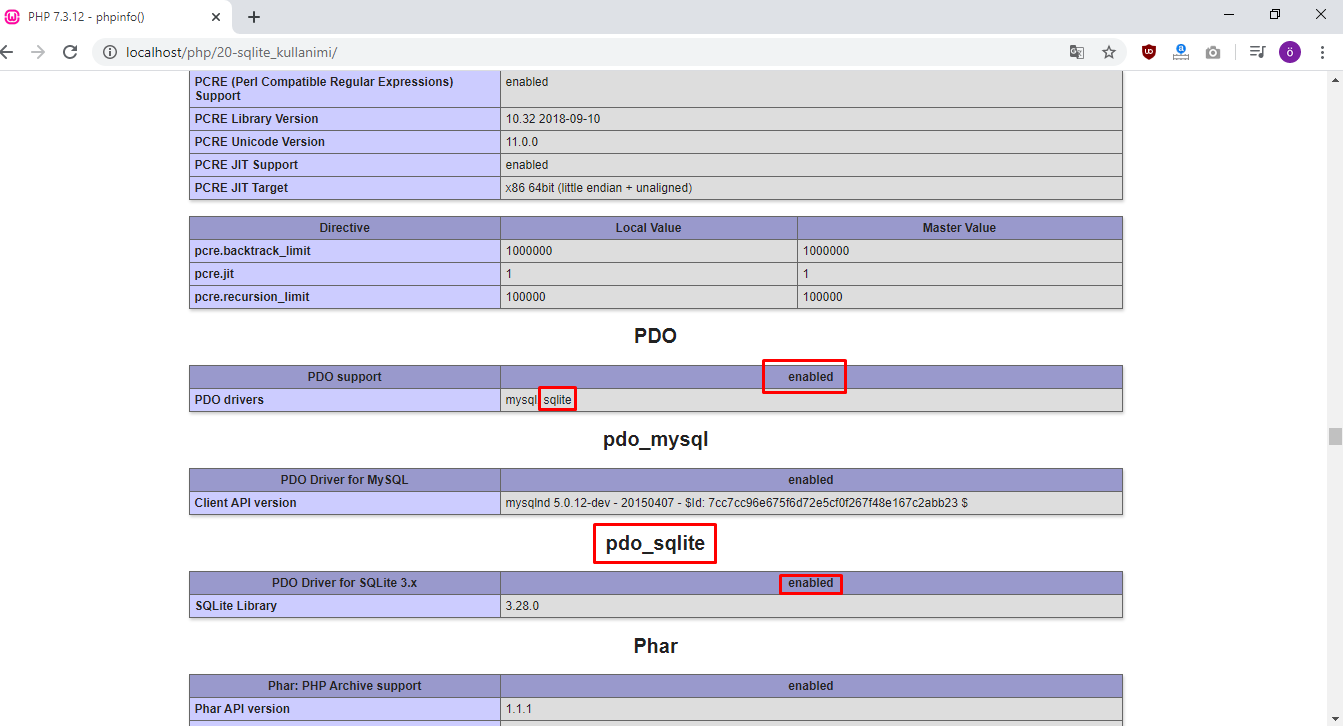 PHP 7.3.12 - phpinfo()
localhost/php/20-sqlite_kullanimi/
ö
PCRE (Perl Compatible Regular Expressions) Support enabled
PCRE Library Version 10.32 2018-09-10
PCRE Unicode Version 11.0.0
PCRE JIT Support enabled
PCRE JIT Target x86 64bit (little endian + unaligned)
Directive Local Value Master Value
pcre.backtrack_limit 1000000 1000000
pcre.jit 1 1
pcre.recursion_limit 100000 100000
PDO
PDO support enabled
PDO drivers mysql, sqlite
pdo_mysql
PDO Driver for MySQL enabled
Client API version mysqlnd 5.0.12-dev - 20150407 - $Id: 7cc7cc96e675f6d72e5cf0f267f48e167c2abb23 $
pdo_sqlite
PDO Driver for SQLite 3.x enabled
SQLite Library 3.28.0
Phar
Phar: PHP Archive support enabled
Phar API version 1.1.1